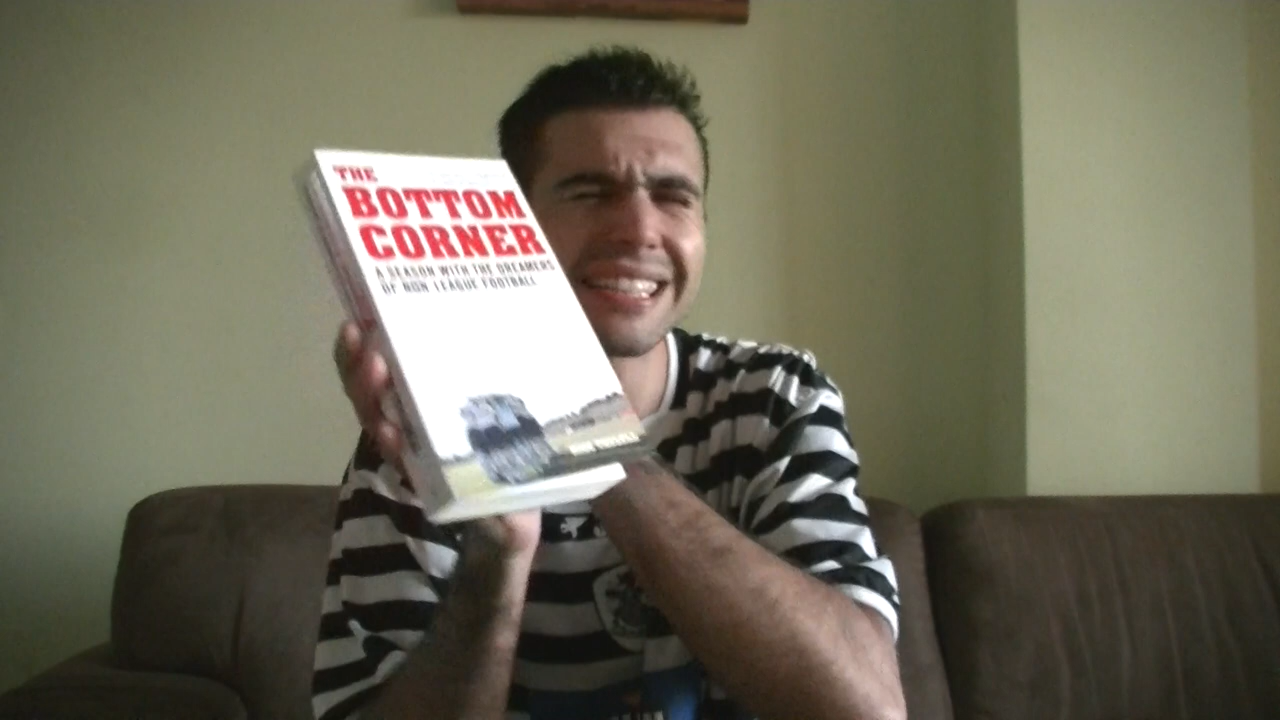 THE
BOTTOM
CORNER
A SEASON WITH THE DREAMERS
OF NON-LEAGUE FOOTBALL